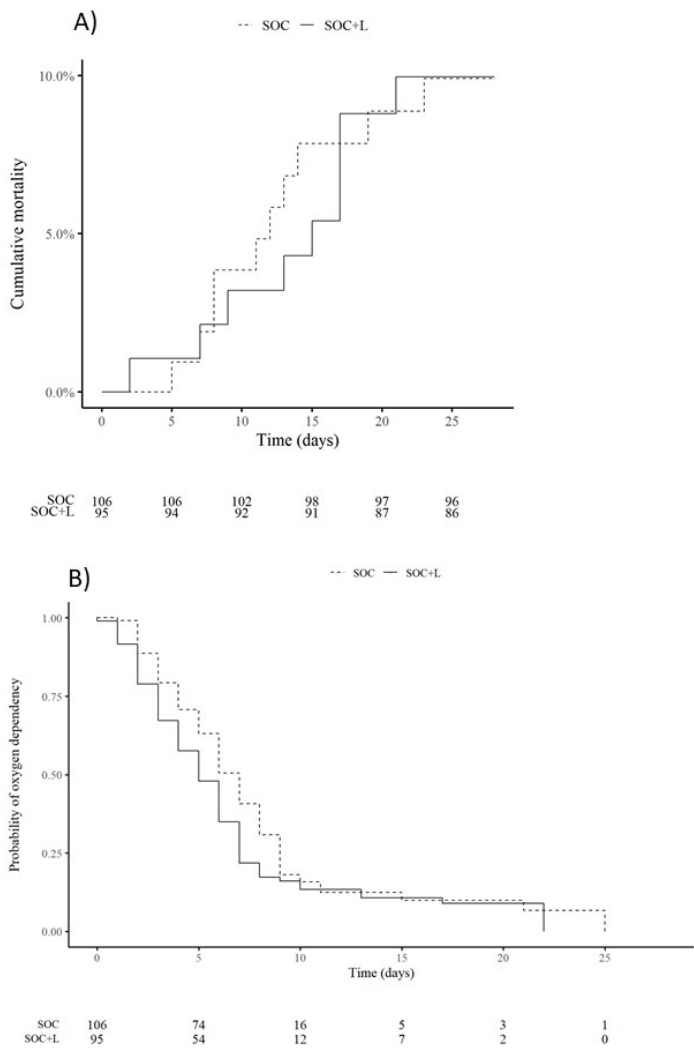 A)
SOC SOC+L
10.0%
Cumulative mortality
5.0%
0.0%
0 5 10 15 20 25
Time (days)
SOC 106 106 102 98 97 96
SOC+L 95 94 92 91 87 86
B)
SOC SOC+L
1.00
0.75
Probability of oxygen dependency
0.50
0.25
0.00
0 5 10 15 20 25
Time (days)
SOC 106 74 16 5 3 1
SOC+L 95 54 12 7 2 0